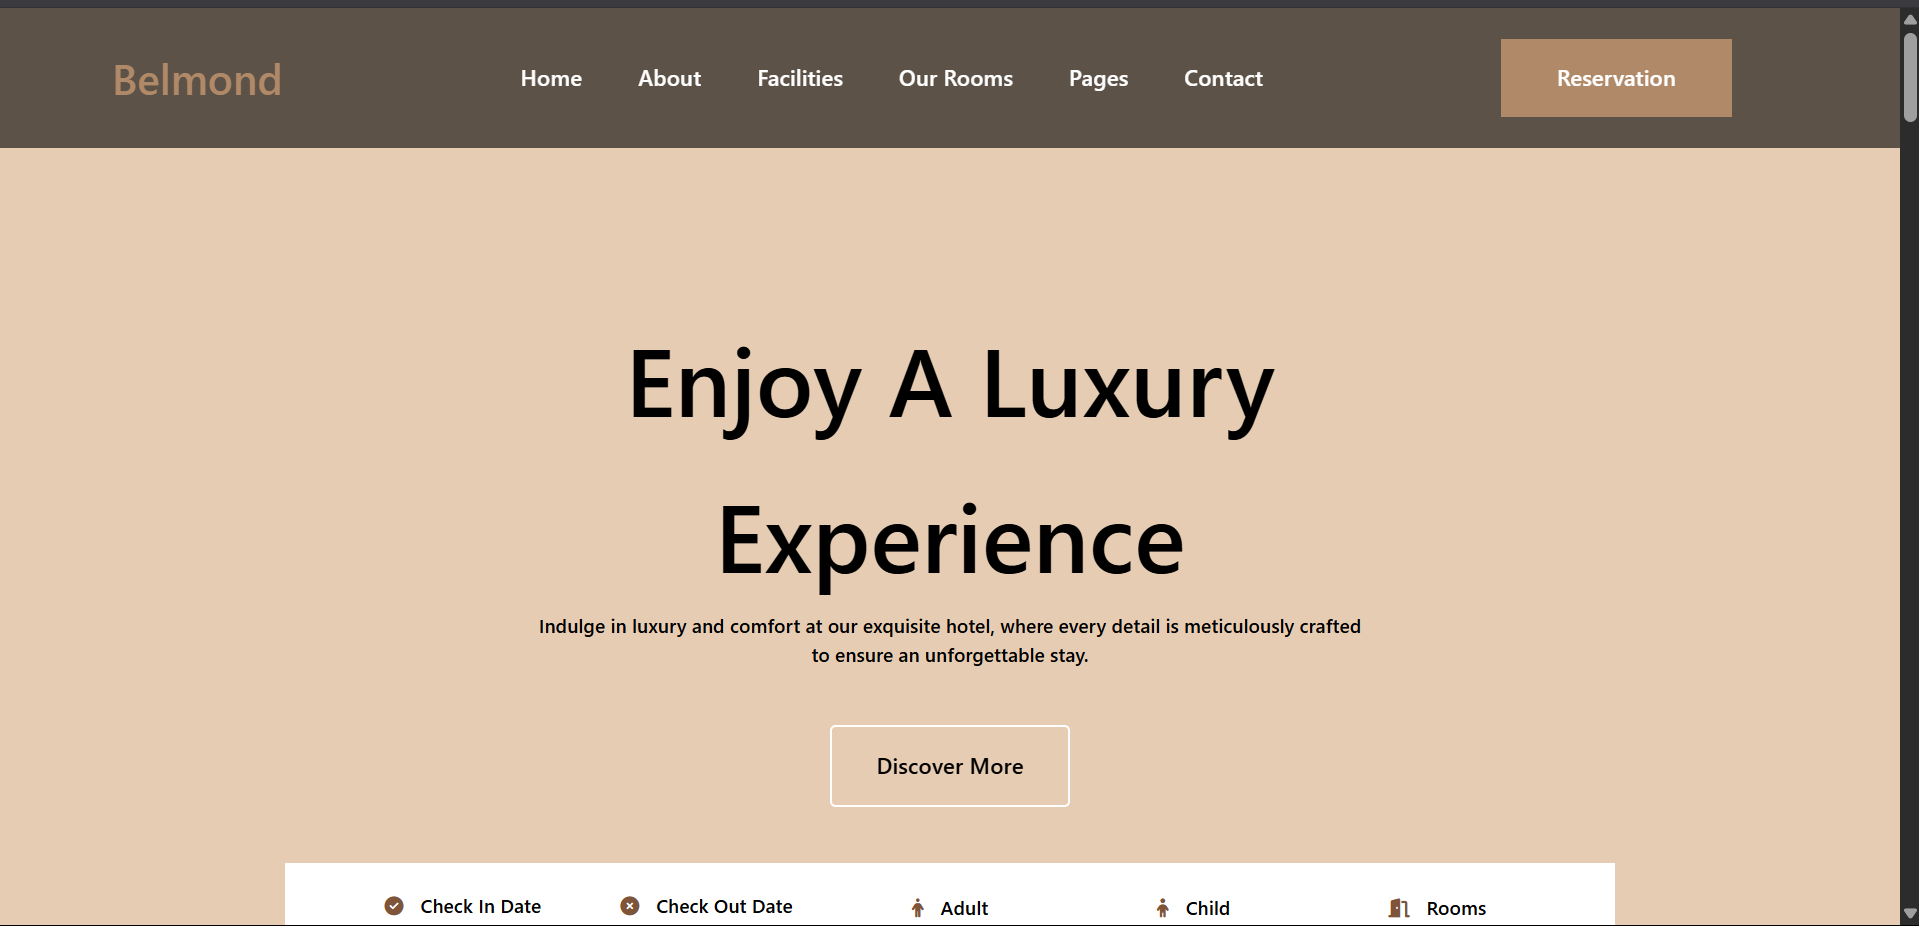 Belmond
Home About Facilities Our Rooms Pages Contact
Reservation
Enjoy A Luxury
Experience
Indulge in luxury and comfort at our exquisite hotel, where every detail is meticulously crafted
to ensure an unforgettable stay.
Discover More
Check In Date Check Out Date Adult Child Rooms